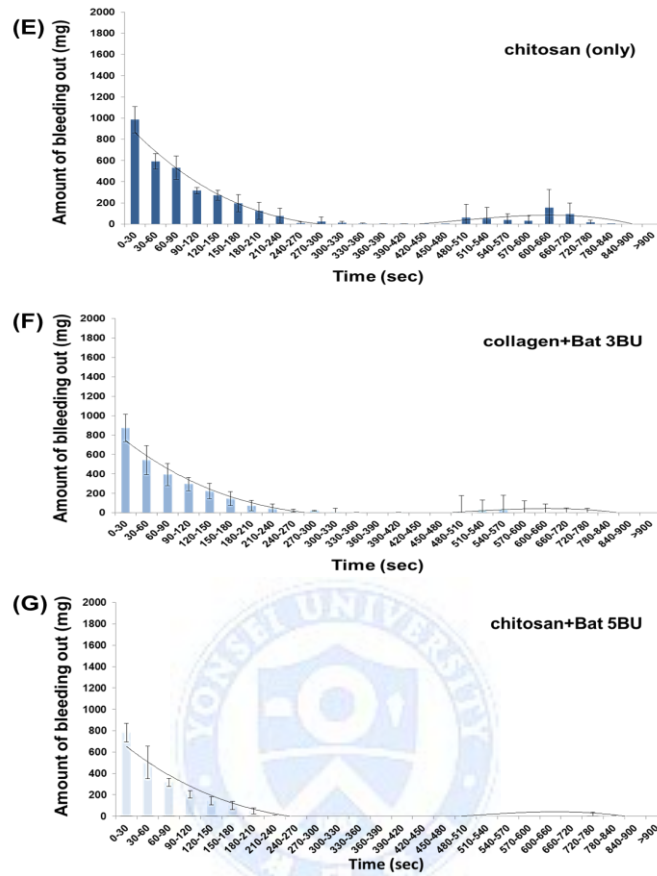 (E)
chitosan (only)
Amount of bleeding out (mg)
2000
1800
1600
1400
1200
1000
800
600
400
200
0
0-30 30-60 60-90 90-120 120-150 150-180 180-210 210-240 240-270 270-300 300-330 330-360 360-390 390-420 420-450 450-480 480-510 510-540 540-570 570-600 600-660 660-720 720-780 780-840 840-900 >900
Time (sec)
(F)
collagen+Bat 3BU
Amount of blleeding out (mg)
2000
1800
1600
1400
1200
1000
800
600
400
200
0
0-30 30-60 60-90 90-120 120-150 150-180 180-210 210-240 240-270 270-300 300-330 330-360 360-390 390-420 420-450 450-480 480-510 510-540 540-570 570-600 600-660 660-720 720-780 780-840 840-900 >900
Time (sec)
(G)
chitosan+Bat 5BU
Amount of bleeding out (mg)
2000
1800
1600
1400
1200
1000
800
600
400
200
0
0-30 30-60 60-90 90-120 120-150 150-180 180-210 210-240 240-270 270-300 300-330 330-360 360-390 390-420 420-450 450-480 480-510 510-540 540-570 570-600 600-660 660-720 720-780 780-840 840-900 >900
Time (sec)
YONSEI UNIVERSITY